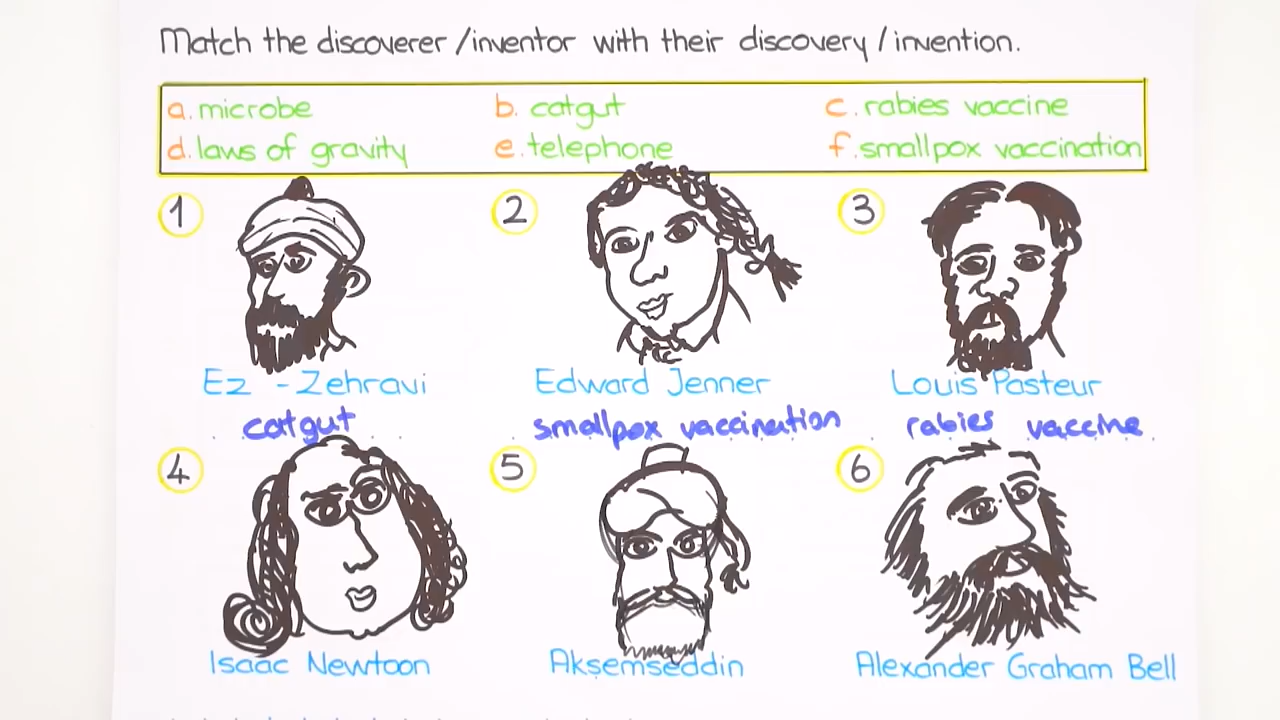 Match the discoverer /inventor with their discovery / invention.
a. microbe b. catgut c. rabies vaccine
d. laws of gravity e. telephone f. smallpox vaccination
1 2 3
Ez - Zehravi Edward Jenner Louis Pasteur
catgut smallpox vaccination rabies vaccine
4 5 6
Isaac Newtoon Akşemseddin Alexander Graham Bell